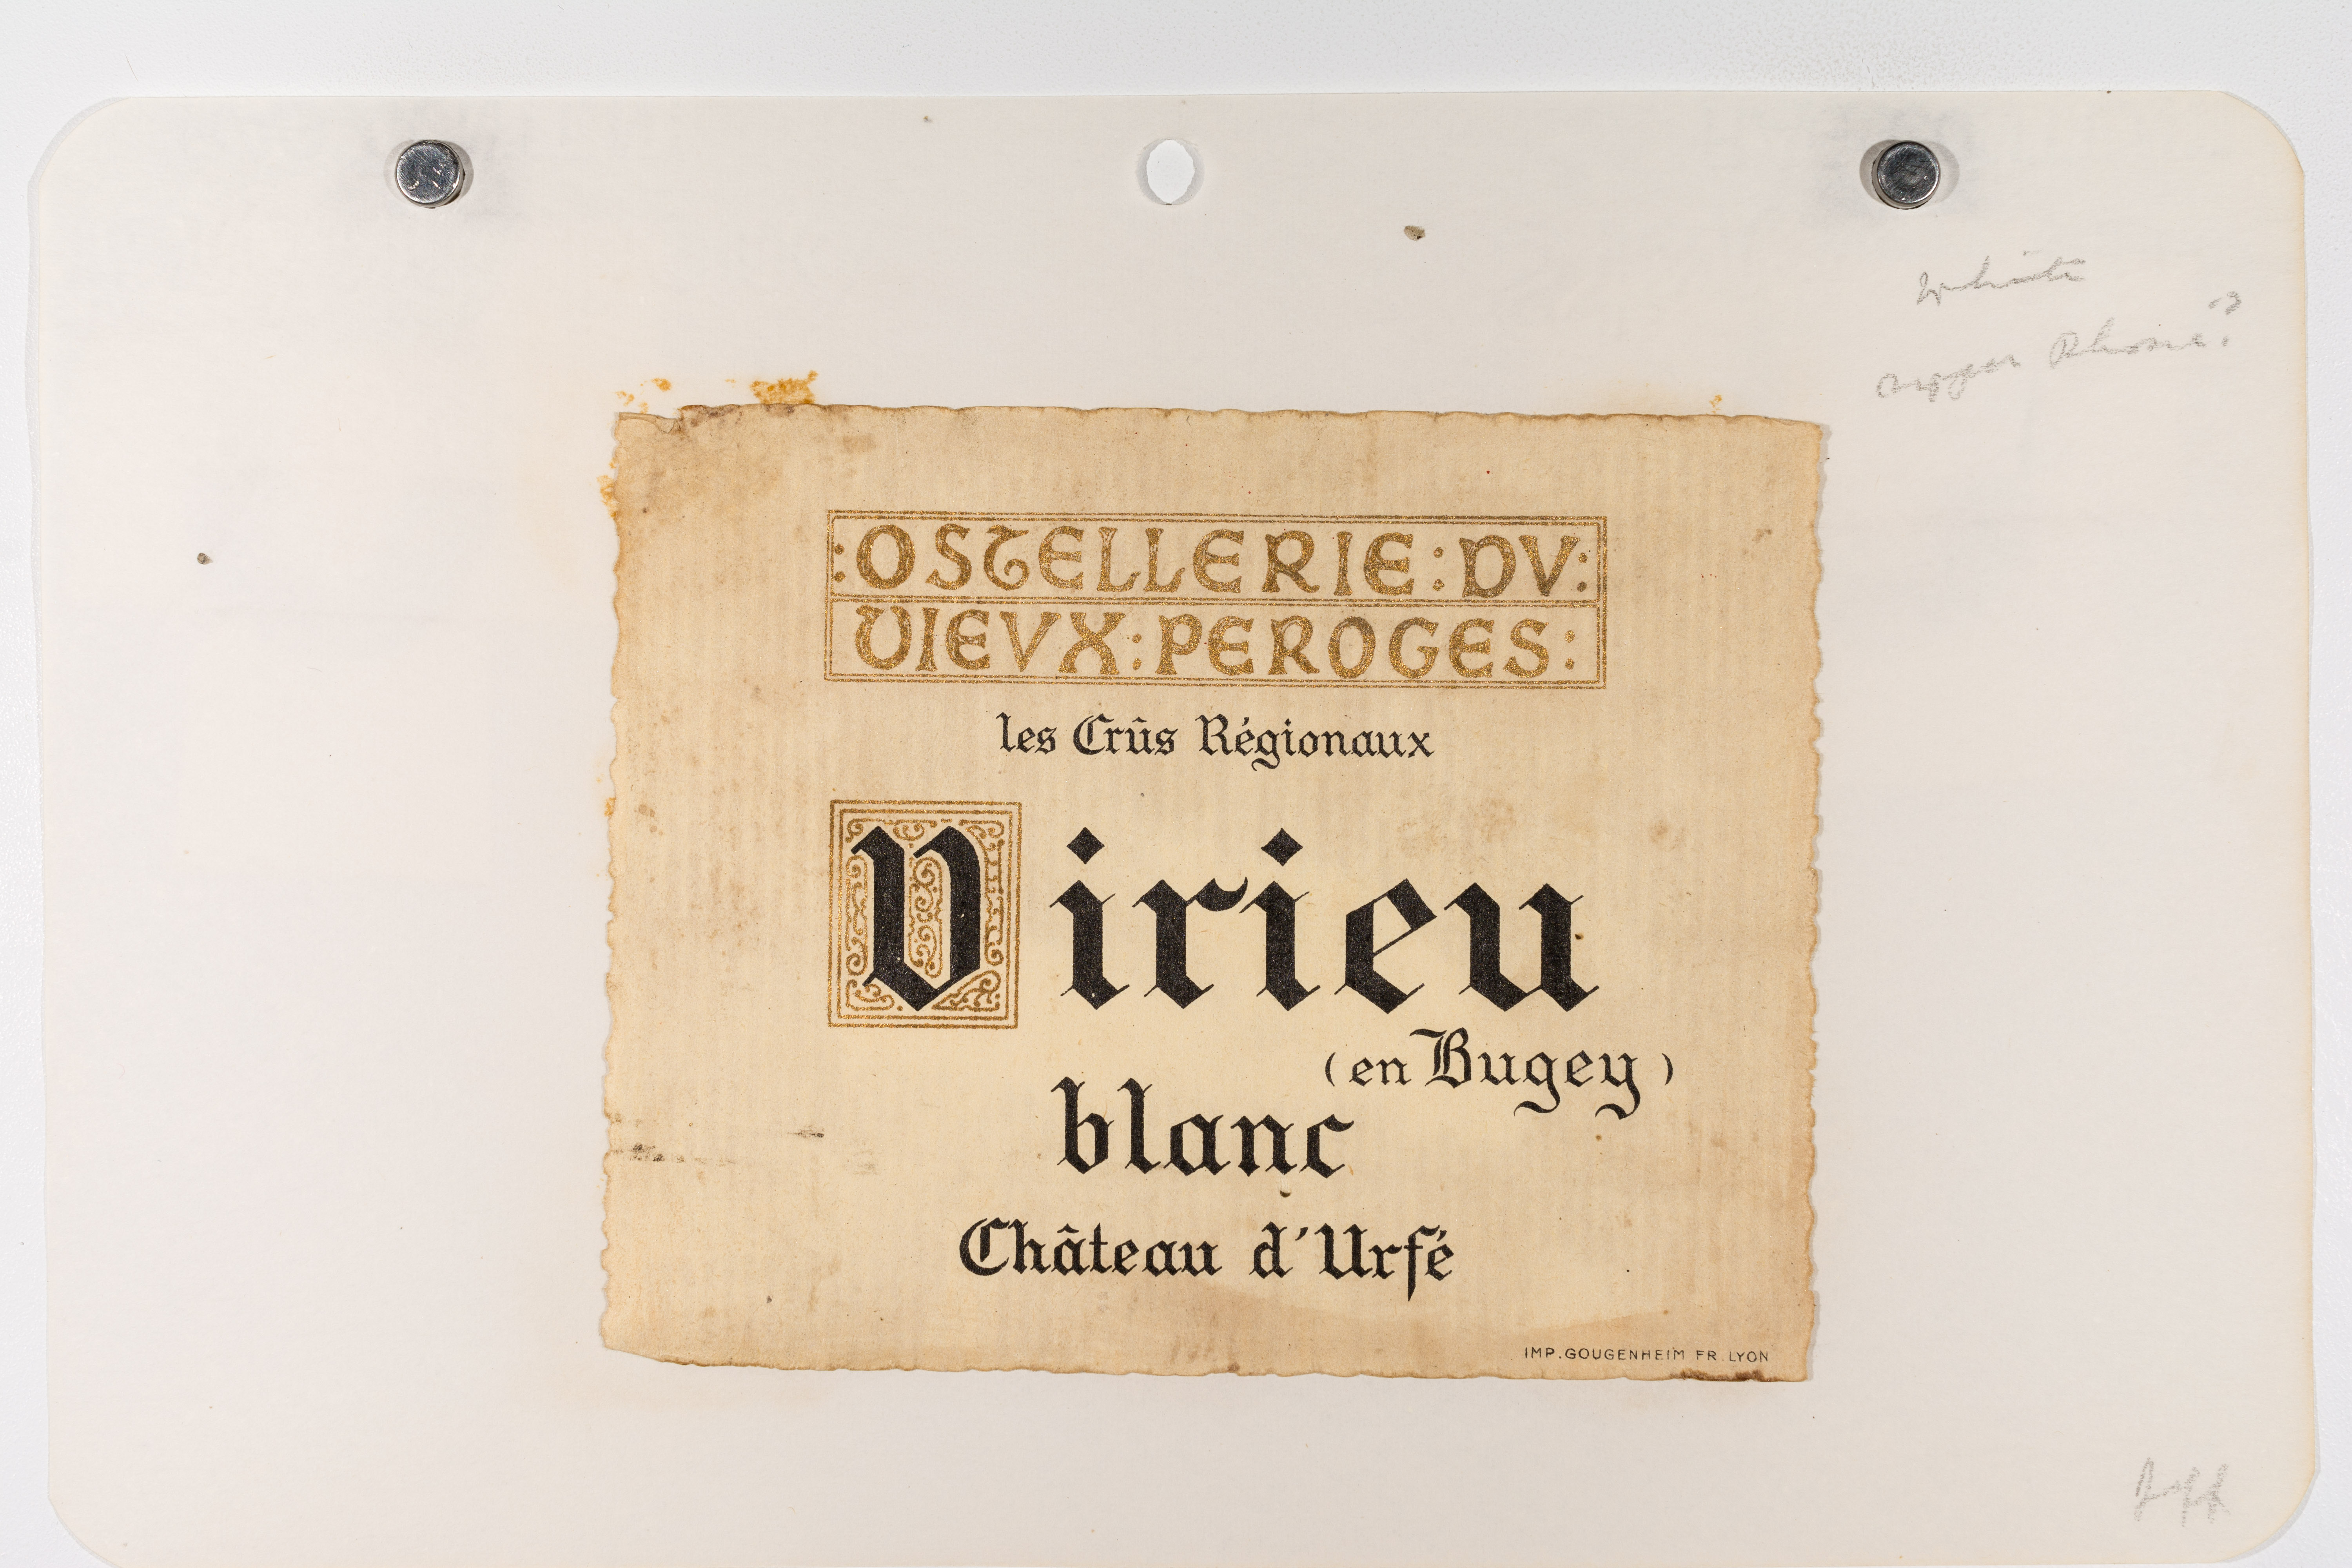 White
upper Rhone?
:OSTELLERIE:DV:
VIEVX:PEROGES:
les Crûs Régionaux
Virieu
(en Bugey)
blanc
Château d'Urfé
IMP. GOUGENHEIM FR. LYON